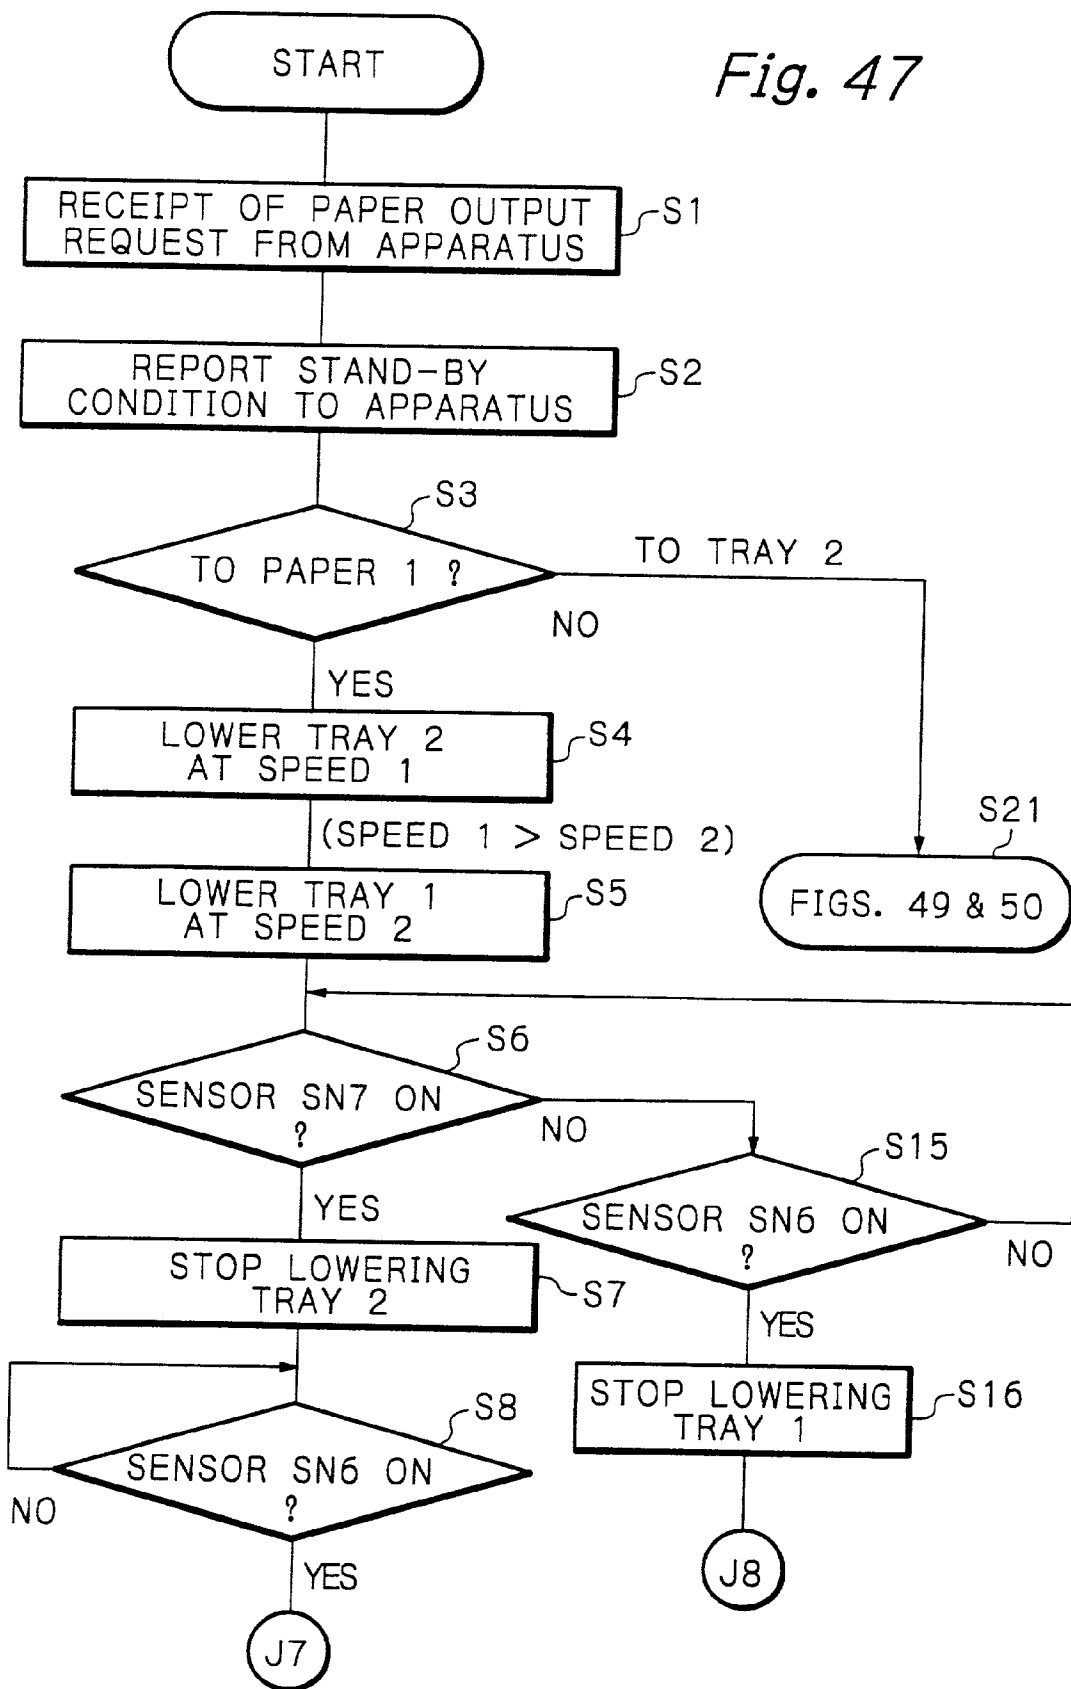 START
Fig. 47
RECEIPT OF PAPER OUTPUT
REQUEST FROM APPARATUS
S1
REPORT STAND-BY
CONDITION TO APPARATUS
S2
S3
TO PAPER 1 ?
TO TRAY 2
NO
YES
LOWER TRAY 2
AT SPEED 1
S4
(SPEED 1 > SPEED 2)
S21
LOWER TRAY 1
AT SPEED 2
S5
FIGS. 49 & 50
S6
SENSOR SN7 ON
?
NO
S15
YES
SENSOR SN6 ON
?
NO
STOP LOWERING
TRAY 2
S7
YES
S8
STOP LOWERING
TRAY 1
S16
SENSOR SN6 ON
?
NO
YES
J8
J7